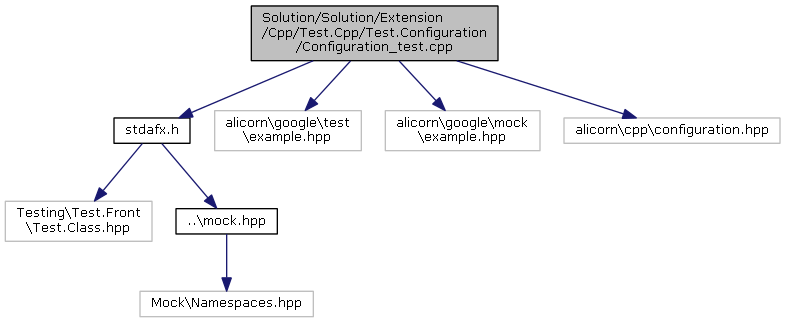 Solution/Solution/Extension
/Cpp/Test.Cpp/Test.Configuration
/Configuration_test.cpp
stdafx.h
alicorn\google\test
\example.hpp
alicorn\google\mock
\example.hpp
alicorn\cpp\configuration.hpp
Testing\Test.Front
\Test.Class.hpp
..\mock.hpp
Mock\Namespaces.hpp